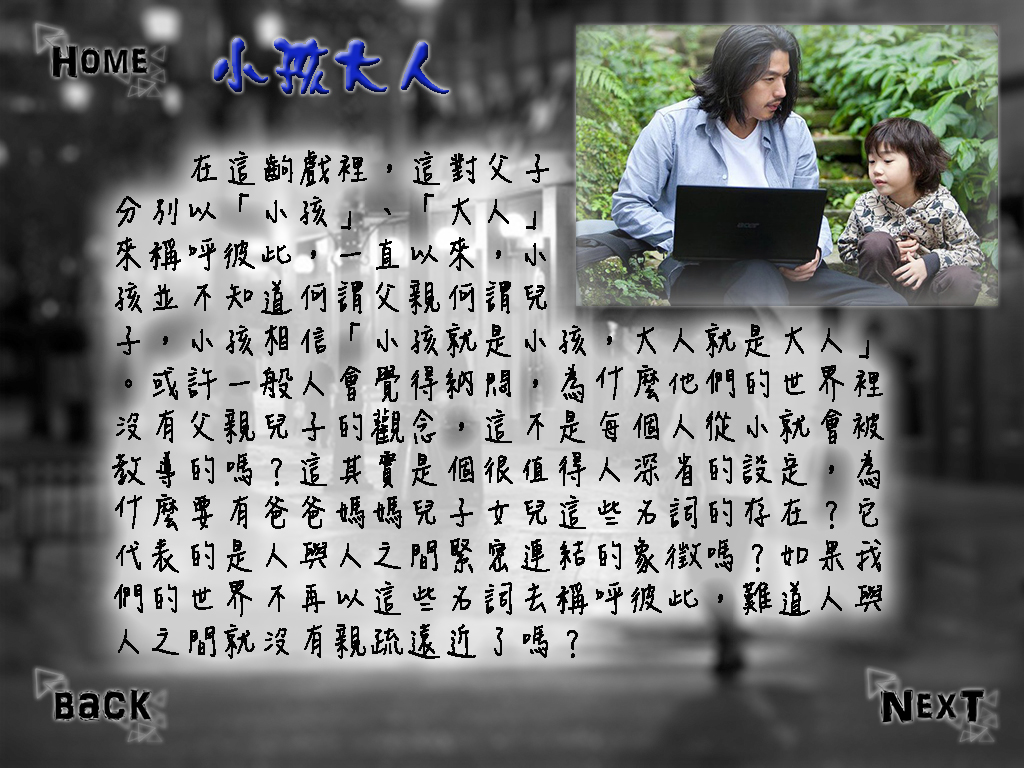 HOME
小孩大人
在這齣戲裡，這對父子
分別以「小孩」、「大人」
來稱呼彼此，一直以來，小
孩並不知道何謂父親何謂兒
子，小孩相信「小孩就是小孩，大人就是大人」
。或許一般人會覺得納悶，為什麼他們的世界裡
沒有父親兒子的觀念，這不是每個人從小就會被
教導的嗎？這其實是個很值得人深省的設定，為
什麼要有爸爸媽媽兒子女兒這些名詞的存在？它
代表的是人與人之間緊密連結的象徵嗎？如果我
們的世界不再以這些名詞去稱呼彼此，難道人與
人之間就沒有親疏遠近了嗎？
acer
BACK
NEXT